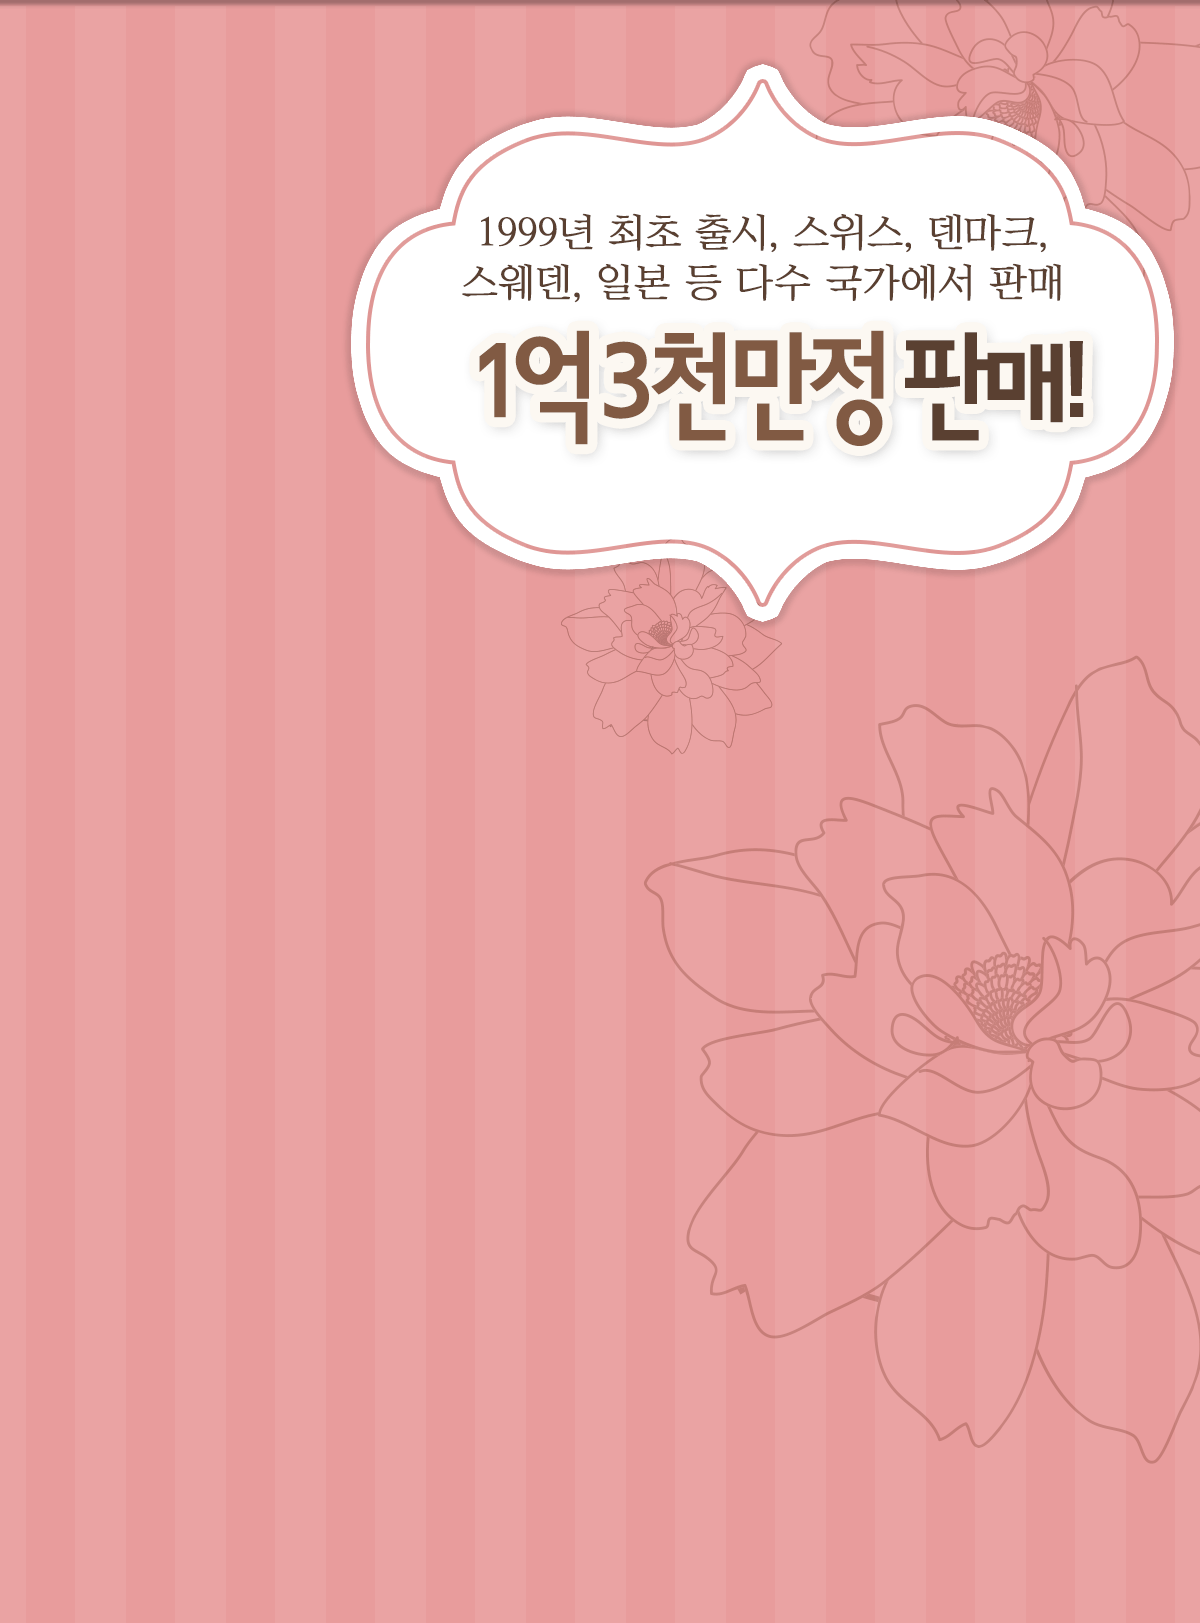 1999년 최초 출시, 스위스, 덴마크,
스웨덴, 일본 등 다수 국가에서 판매
1억3천만정 판매!